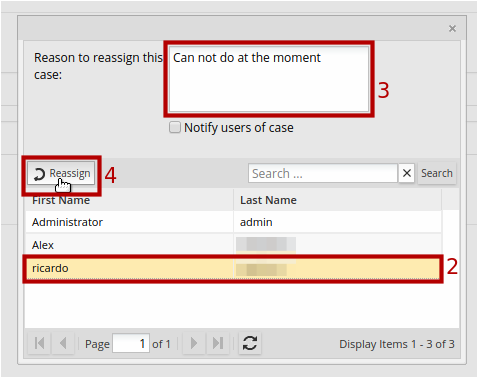 ×
Reason to reassign this
case:
Can not do at the moment
3
Notify users of case
Reassign
4
Search ...
×
Search
First Name Last Name
Administrator admin
Alex
ricardo
2
Page 1 of 1
Display Items 1 - 3 of 3